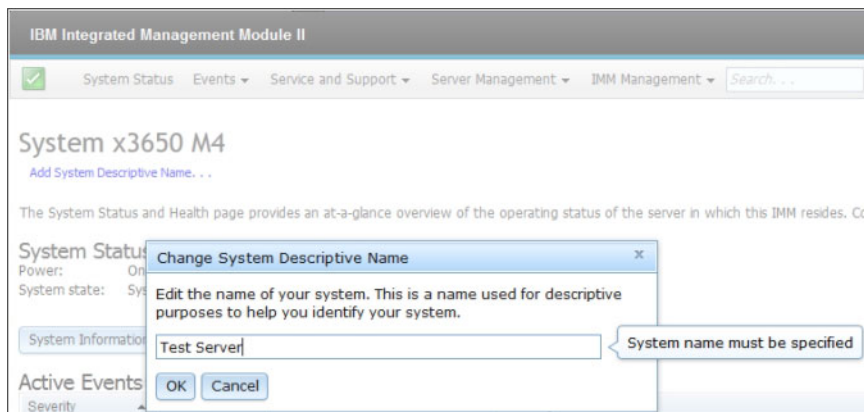 IBM Integrated Management Module II
System Status Events Service and Support Server Management IMM Management Search. . .
System x3650 M4
Add System Descriptive Name. . .
The System Status and Health page provides an at-a-glance overview of the operating status of the server in which this IMM resides.
System Status
Power: On
System state:
System Information
Active Events
Severity
Change System Descriptive Name x
Edit the name of your system. This is a name used for descriptive
purposes to help you identify your system.
Test Server
System name must be specified
OK Cancel